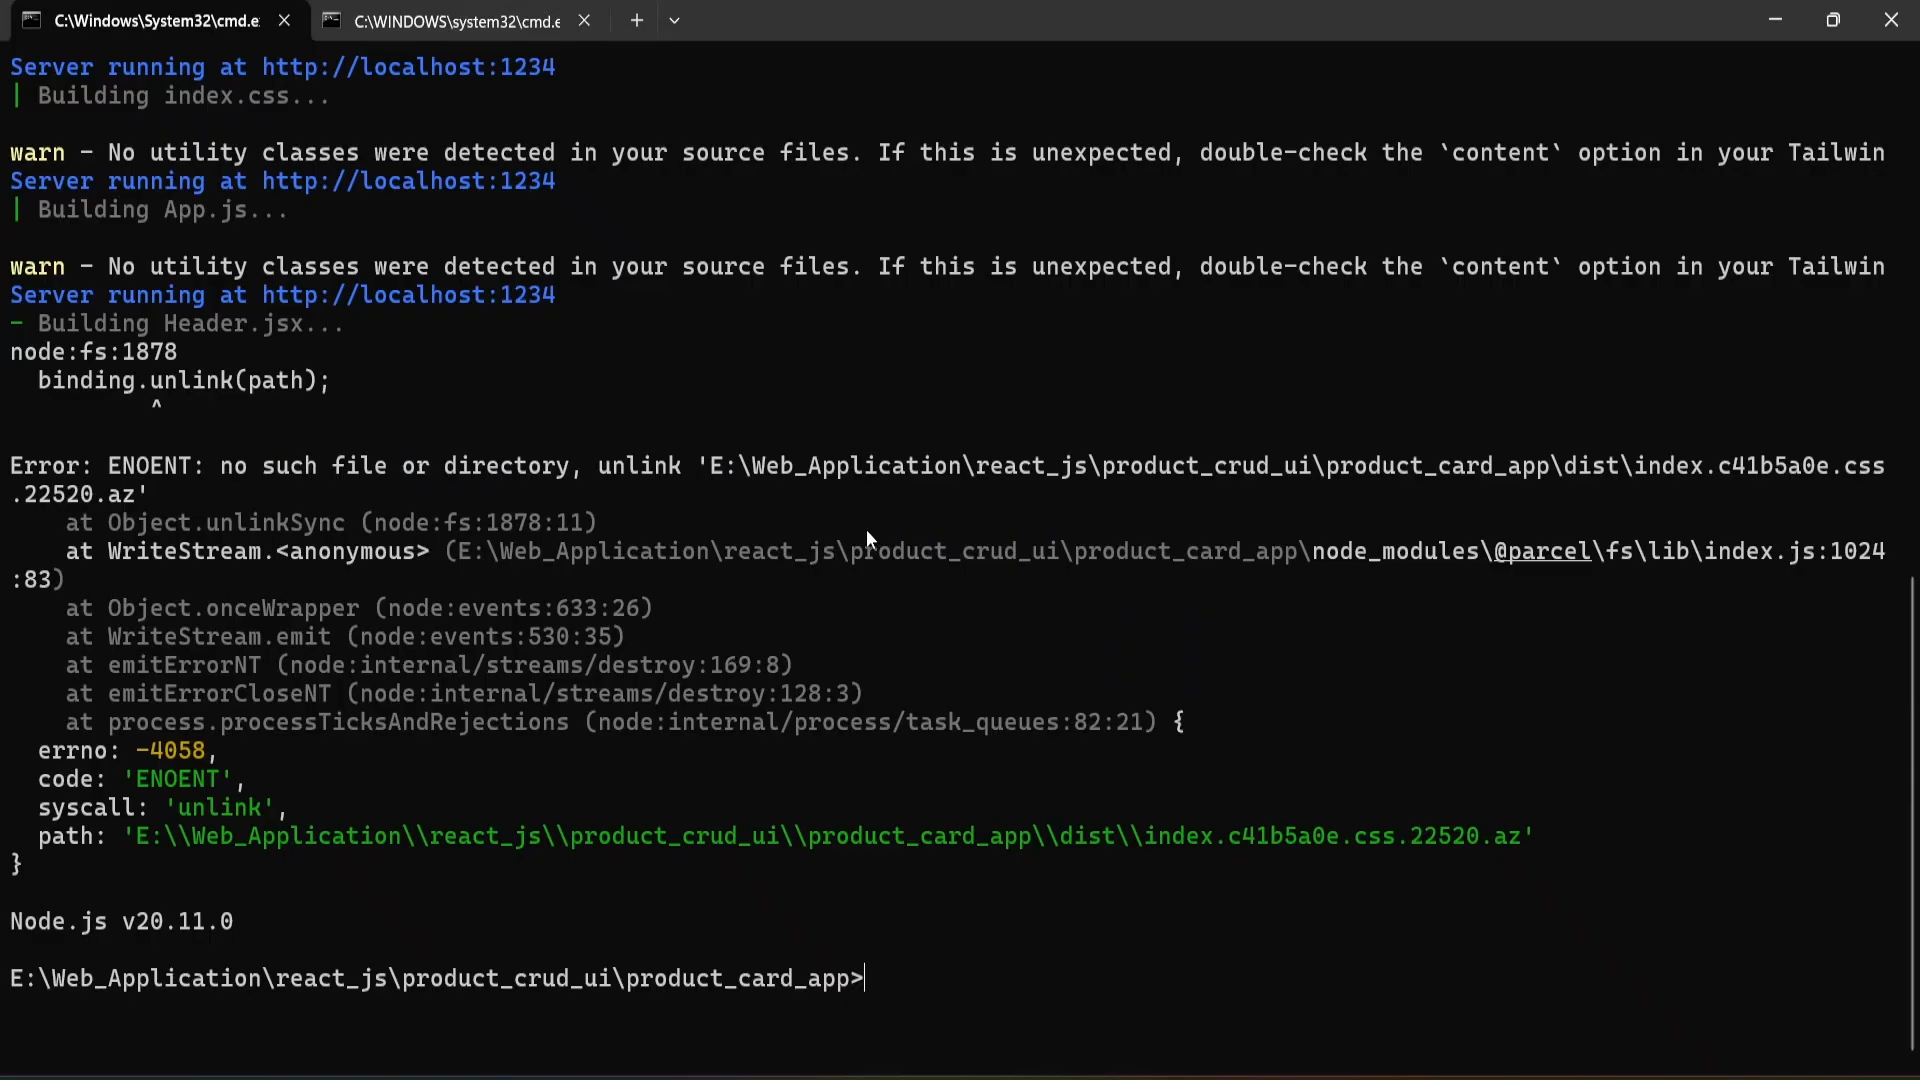 C:\Windows\System32\cmd.e
C:\WINDOWS\system32\cmd.e
Server running at http://localhost:1234
| Building index.css...
warn - No utility classes were detected in your source files. If this is unexpected, double-check the `content` option in your Tailwin
Server running at http://localhost:1234
| Building App.js...
warn - No utility classes were detected in your source files. If this is unexpected, double-check the `content` option in your Tailwin
Server running at http://localhost:1234
- Building Header.jsx...
node:fs:1878
  binding.unlink(path);
          ^
Error: ENOENT: no such file or directory, unlink 'E:\Web_Application\react_js\product_crud_ui\product_card_app\dist\index.c41b5a0e.css
.22520.az'
    at Object.unlinkSync (node:fs:1878:11)
    at WriteStream.<anonymous> (E:\Web_Application\react_js\product_crud_ui\product_card_app\node_modules\@parcel\fs\lib\index.js:1024
:83)
    at Object.onceWrapper (node:events:633:26)
    at WriteStream.emit (node:events:530:35)
    at emitErrorNT (node:internal/streams/destroy:169:8)
    at emitErrorCloseNT (node:internal/streams/destroy:128:3)
    at process.processTicksAndRejections (node:internal/process/task_queues:82:21) {
  errno: -4058,
  code: 'ENOENT',
  syscall: 'unlink',
  path: 'E:\\Web_Application\\react_js\\product_crud_ui\\product_card_app\\dist\\index.c41b5a0e.css.22520.az'
}
Node.js v20.11.0
E:\Web_Application\react_js\product_crud_ui\product_card_app>